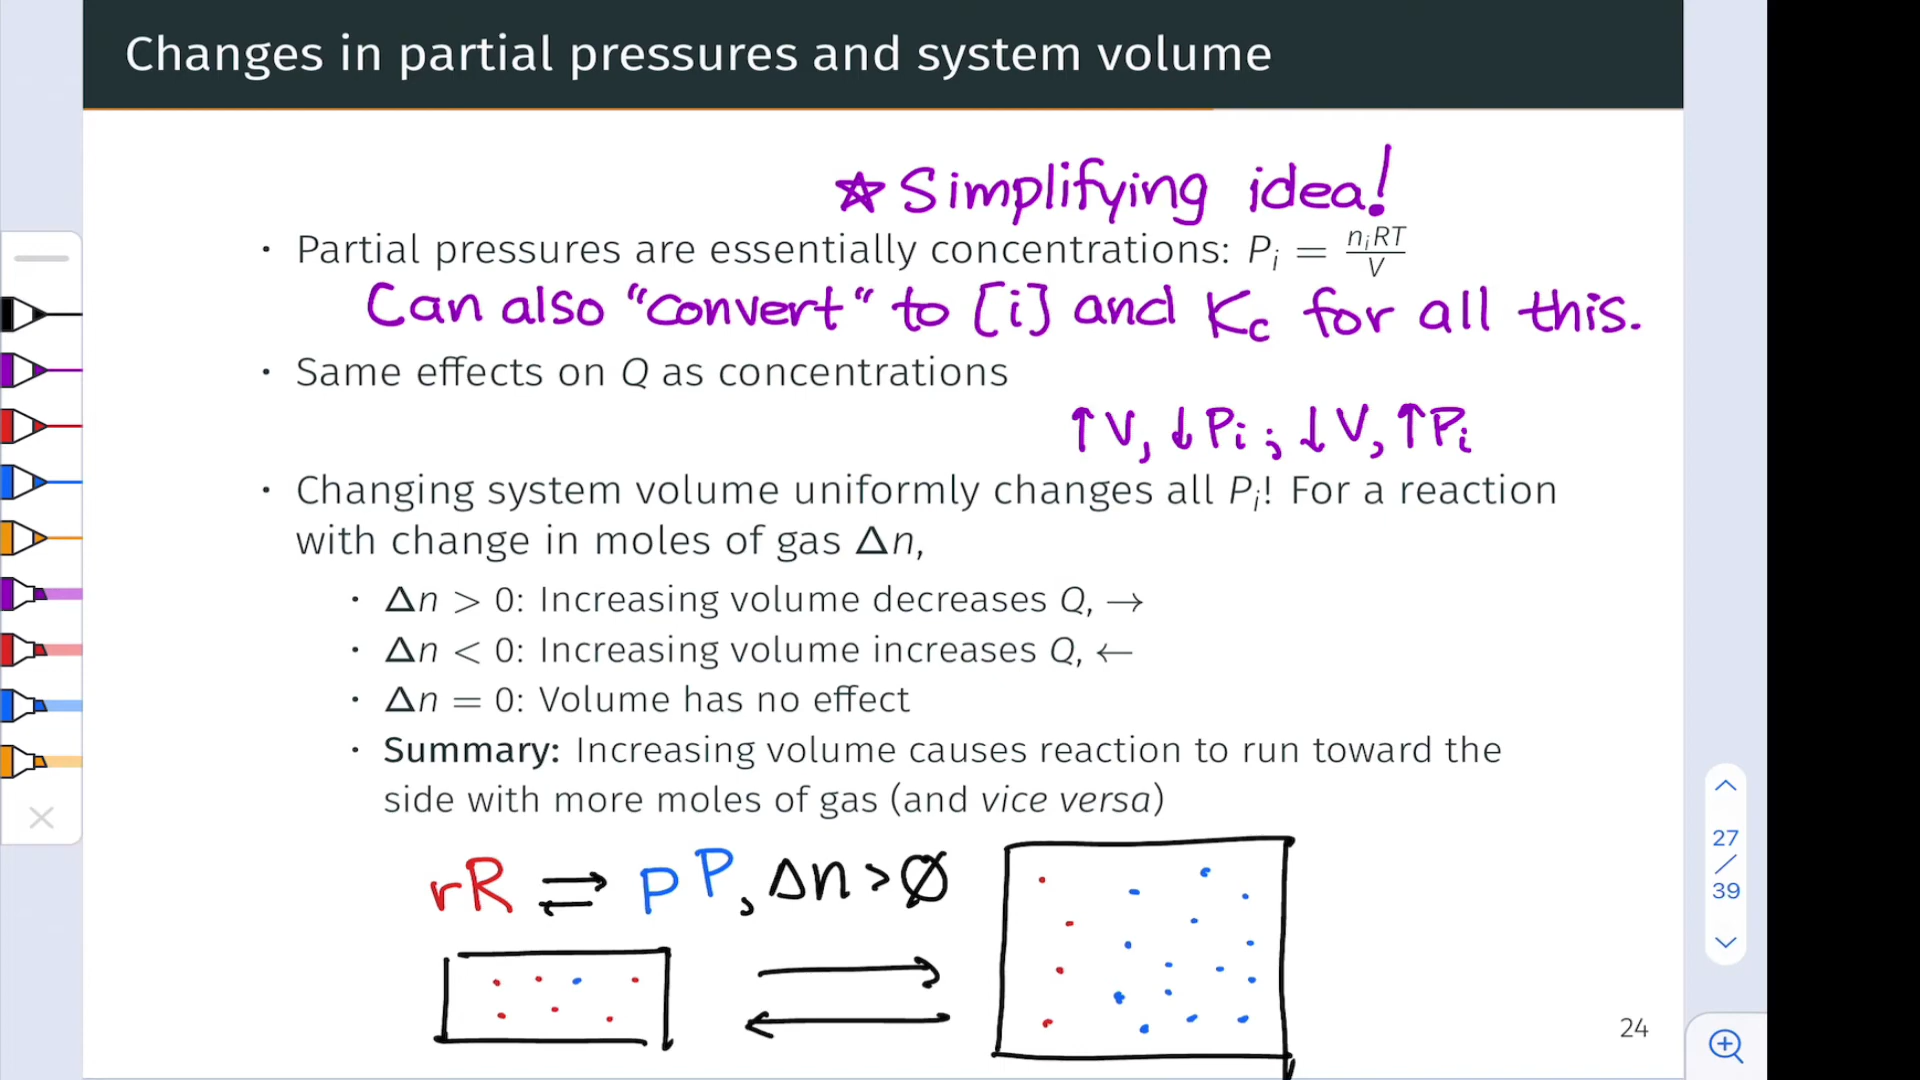 Changes in partial pressures and system volume
☆ Simplifying idea!
· Partial pressures are essentially concentrations: Pᵢ = nᵢRT/V
Can also "convert" to [i] and Kc for all this.
· Same effects on Q as concentrations
↑V, ↓Pi; ↓V, ↑Pi
· Changing system volume uniformly changes all Pᵢ! For a reaction
with change in moles of gas Δn,
· Δn > 0: Increasing volume decreases Q, →
· Δn < 0: Increasing volume increases Q, ←
· Δn = 0: Volume has no effect
· Summary: Increasing volume causes reaction to run toward the
side with more moles of gas (and vice versa)
rR ⇌ pP, Δn > ∅
24
27
/
39